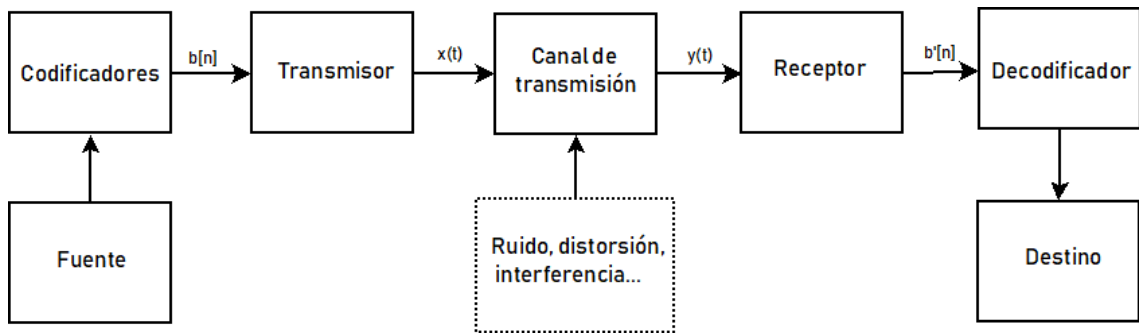 Codificadores
b[n]
Transmisor
x(t)
Canal de
transmisión
y(t)
Receptor
b'[n]
Decodificador
Fuente
Ruido, distorsión,
interferencia...
Destino